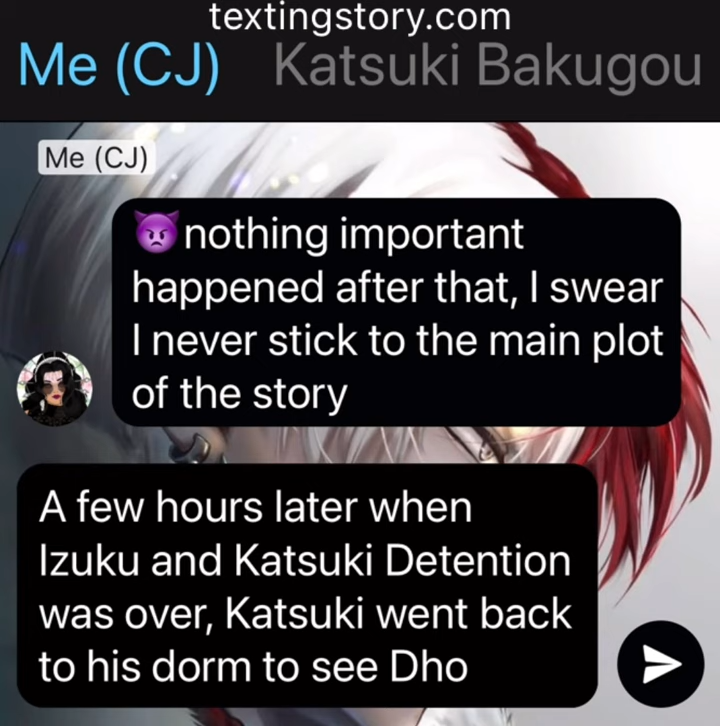 textingstory.com
Me (CJ) Katsuki Bakugou
Me (CJ)
👿nothing important
happened after that, I swear
I never stick to the main plot
of the story
A few hours later when
Izuku and Katsuki Detention
was over, Katsuki went back
to his dorm to see Dho